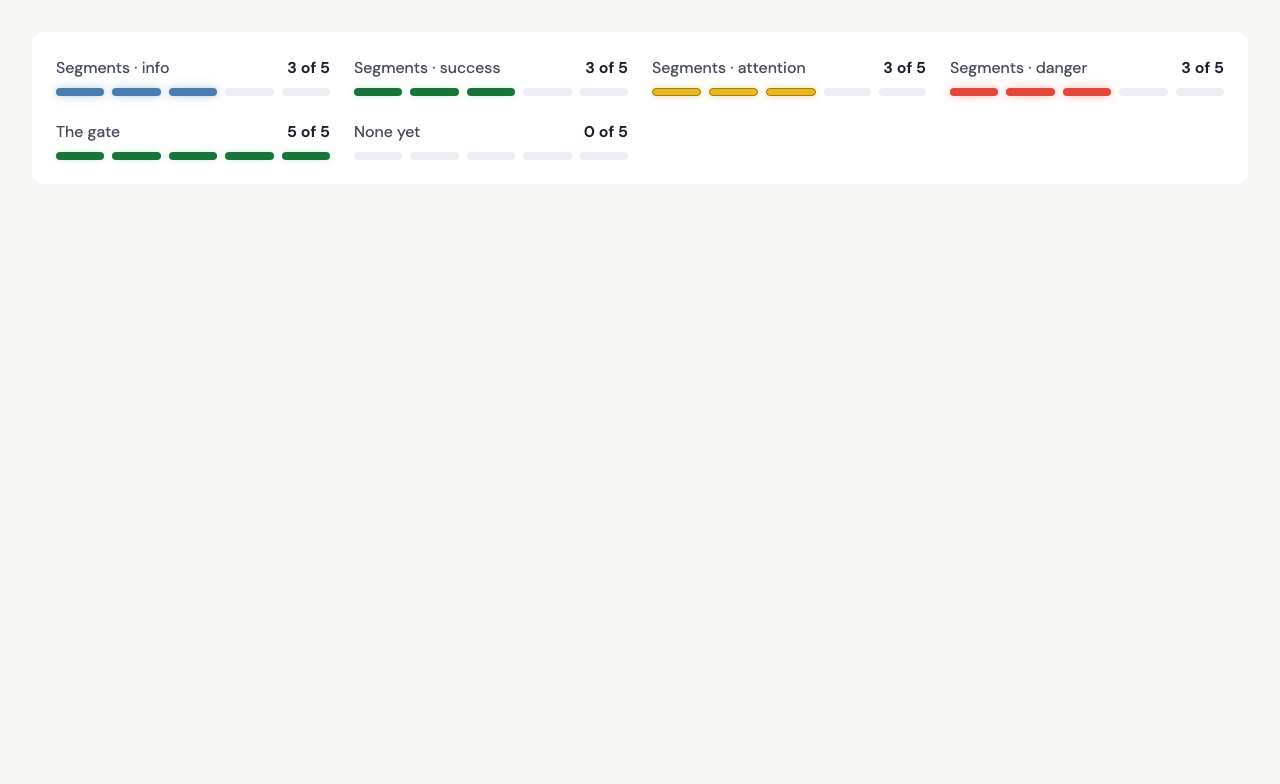 Segments · info 3 of 5
Segments · success 3 of 5
Segments · attention 3 of 5
Segments · danger 3 of 5
The gate 5 of 5
None yet 0 of 5